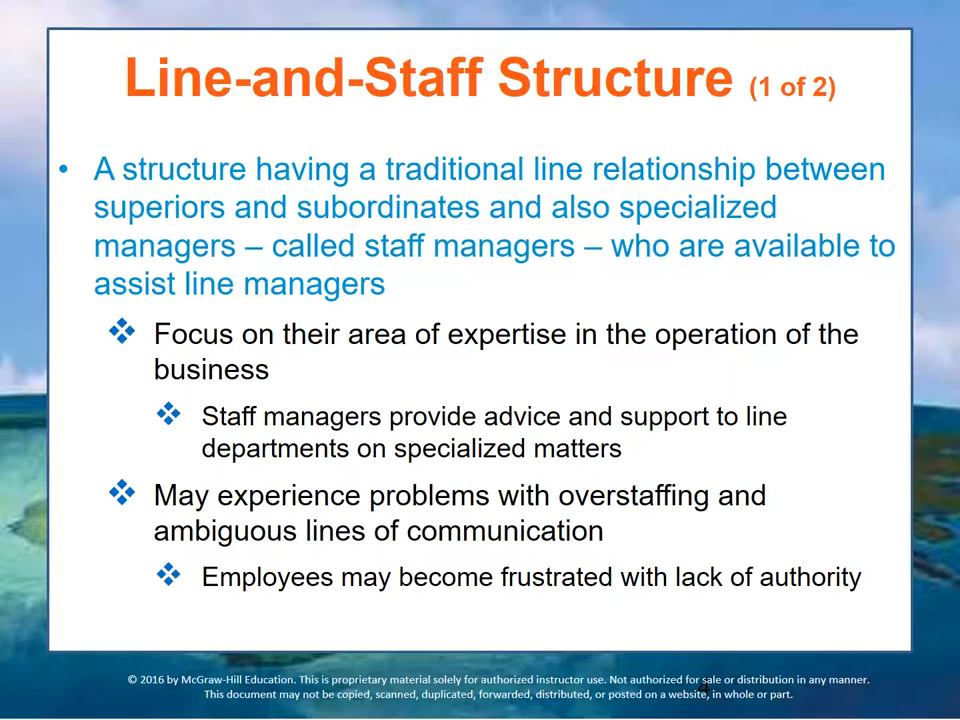 Line-and-Staff Structure (1 of 2)
• A structure having a traditional line relationship between
superiors and subordinates and also specialized
managers – called staff managers – who are available to
assist line managers
❖ Focus on their area of expertise in the operation of the
business
❖ Staff managers provide advice and support to line
departments on specialized matters
❖ May experience problems with overstaffing and
ambiguous lines of communication
❖ Employees may become frustrated with lack of authority
© 2016 by McGraw-Hill Education. This is proprietary material solely for authorized instructor use. Not authorized for sale or distribution in any manner.
This document may not be copied, scanned, duplicated, forwarded, distributed, or posted on a website, in whole or part.
4